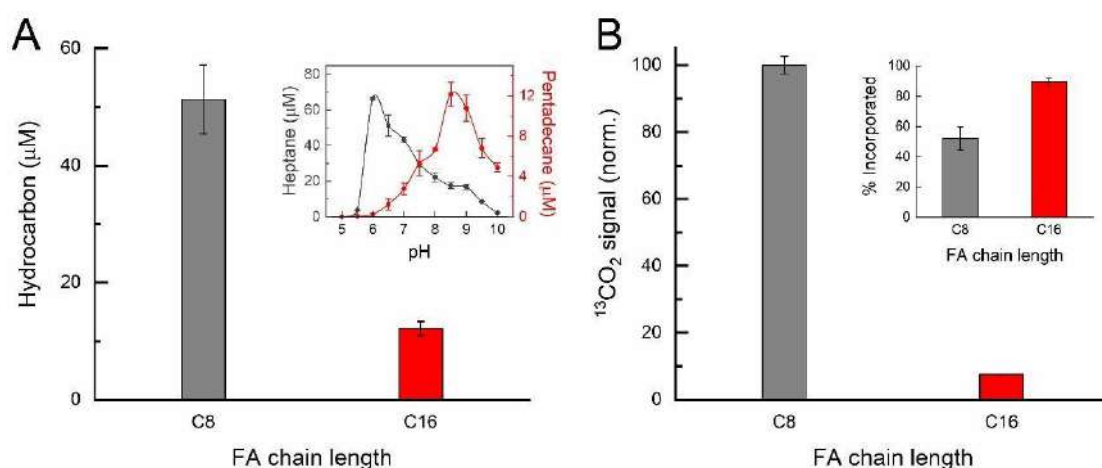 A
Hydrocarbon (μM)
60
40
20
0
C8
C16
FA chain length
Heptane (μM)
80
60
40
20
0
5
6
7
8
9
10
pH
Pentadecane (μM)
12
8
4
0
B
¹³CO₂ signal (norm.)
100
80
60
40
20
0
C8
C16
FA chain length
% Incorporated
100
80
60
40
20
0
C8
C16
FA chain length